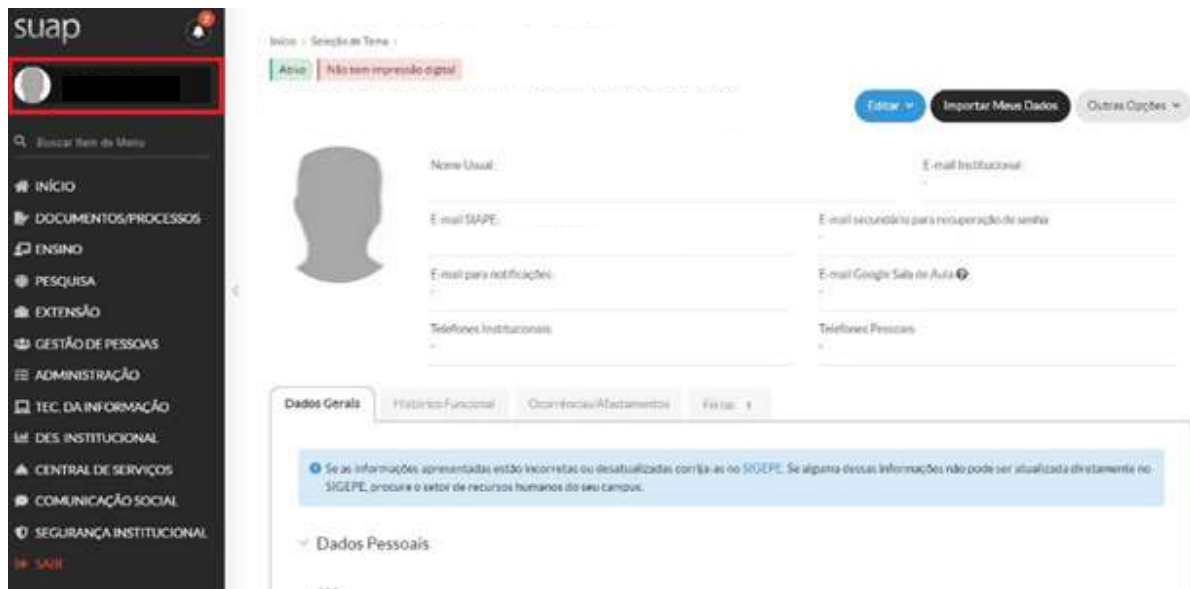 suap
2
Início › Seleção de Tema ›
Ativo
Não tem impressão digital
Editar
Importar Meus Dados
Outras Opções
Buscar Item de Menu
INÍCIO
DOCUMENTOS/PROCESSOS
ENSINO
PESQUISA
EXTENSÃO
GESTÃO DE PESSOAS
ADMINISTRAÇÃO
TEC. DA INFORMAÇÃO
DES. INSTITUCIONAL
CENTRAL DE SERVIÇOS
COMUNICAÇÃO SOCIAL
SEGURANÇA INSTITUCIONAL
SAIR
Nome Usual:
E-mail Institucional:
-
E-mail SIAPE:
E-mail secundário para recuperação de senha:
-
E-mail para notificações:
-
E-mail Google Sala de Aula
-
Telefones Institucionais:
-
Telefones Pessoais:
-
Dados Gerais
Histórico Funcional
Ocorrências/Afastamentos
Férias
Se as informações apresentadas estão incorretas ou desatualizadas corrija-as no SIGEPE. Se alguma dessas informações não pode ser atualizada diretamente no
SIGEPE, procure o setor de recursos humanos do seu campus.
Dados Pessoais